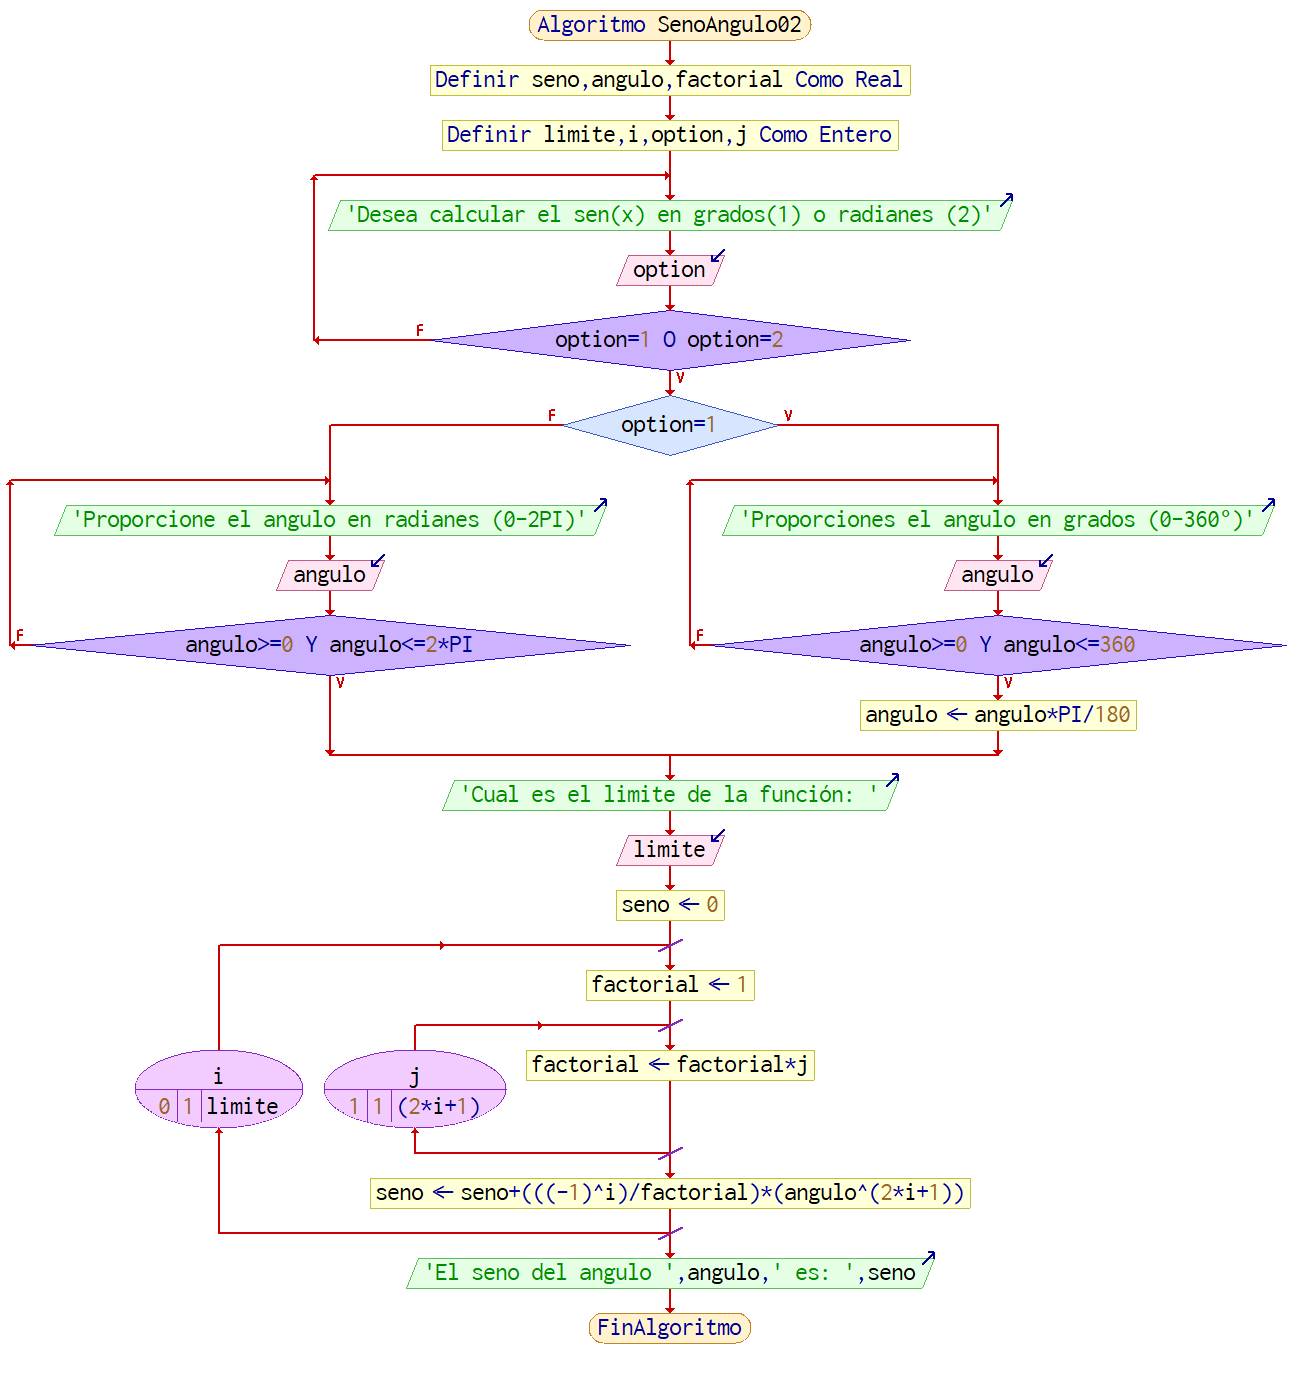 Algoritmo SenoAngulo02
Definir seno,angulo,factorial Como Real
Definir limite,i,option,j Como Entero
'Desea calcular el sen(x) en grados(1) o radianes (2)'
option
option=1 O option=2
F
V
option=1
F
V
'Proporcione el angulo en radianes (0-2PI)'
angulo
angulo>=0 Y angulo<=2*PI
F
V
'Proporciones el angulo en grados (0-360°)'
angulo
angulo>=0 Y angulo<=360
F
V
angulo ← angulo*PI/180
'Cual es el limite de la función: '
limite
seno ← 0
factorial ← 1
factorial ← factorial*j
i
0 1 limite
j
1 1 (2*i+1)
seno ← seno+(((-1)^i)/factorial)*(angulo^(2*i+1))
'El seno del angulo ',angulo,' es: ',seno
FinAlgoritmo